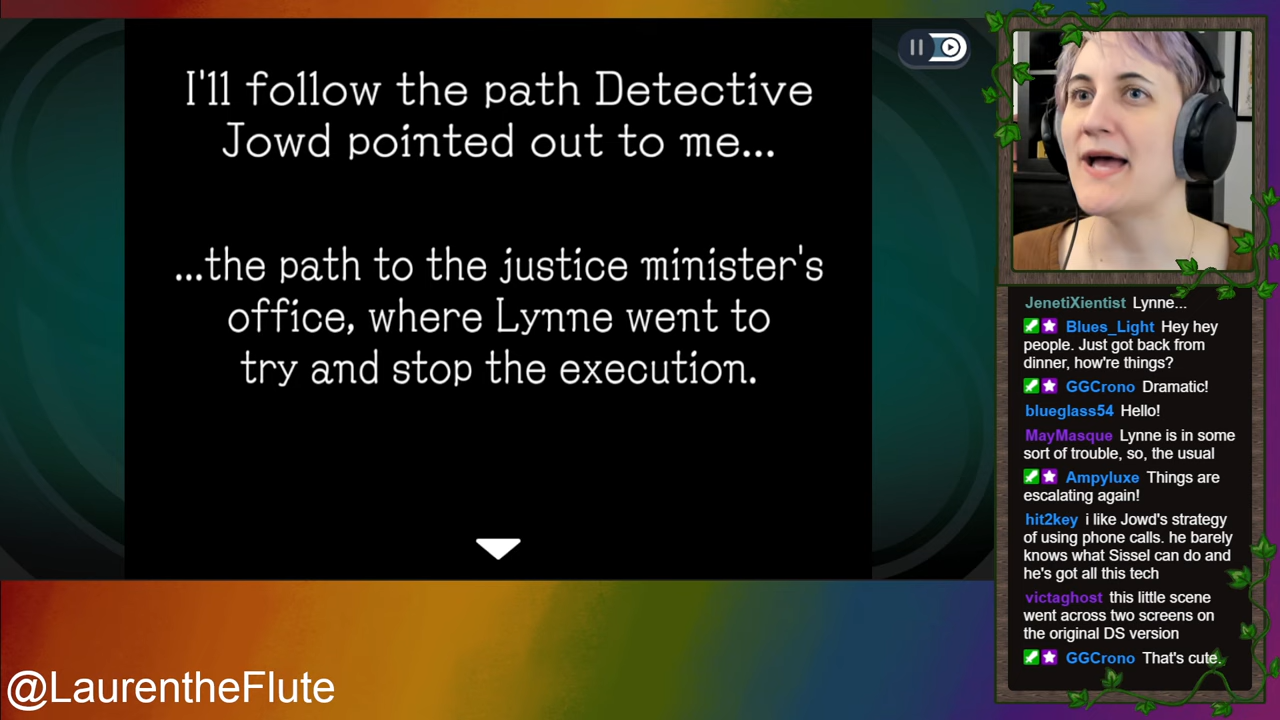 I'll follow the path Detective
Jowd pointed out to me...
...the path to the justice minister's
office, where Lynne went to
try and stop the execution.
JenetiXientist Lynne...
Blues_Light Hey hey
people. Just got back from
dinner, how're things?
GGCrono Dramatic!
blueglass54 Hello!
MayMasque Lynne is in some
sort of trouble, so, the usual
Ampyluxe Things are
escalating again!
hit2key i like Jowd's strategy
of using phone calls. he barely
knows what Sissel can do and
he's got all this tech
victaghost this little scene
went across two screens on
the original DS version
GGCrono That's cute.
@LaurentheFlute